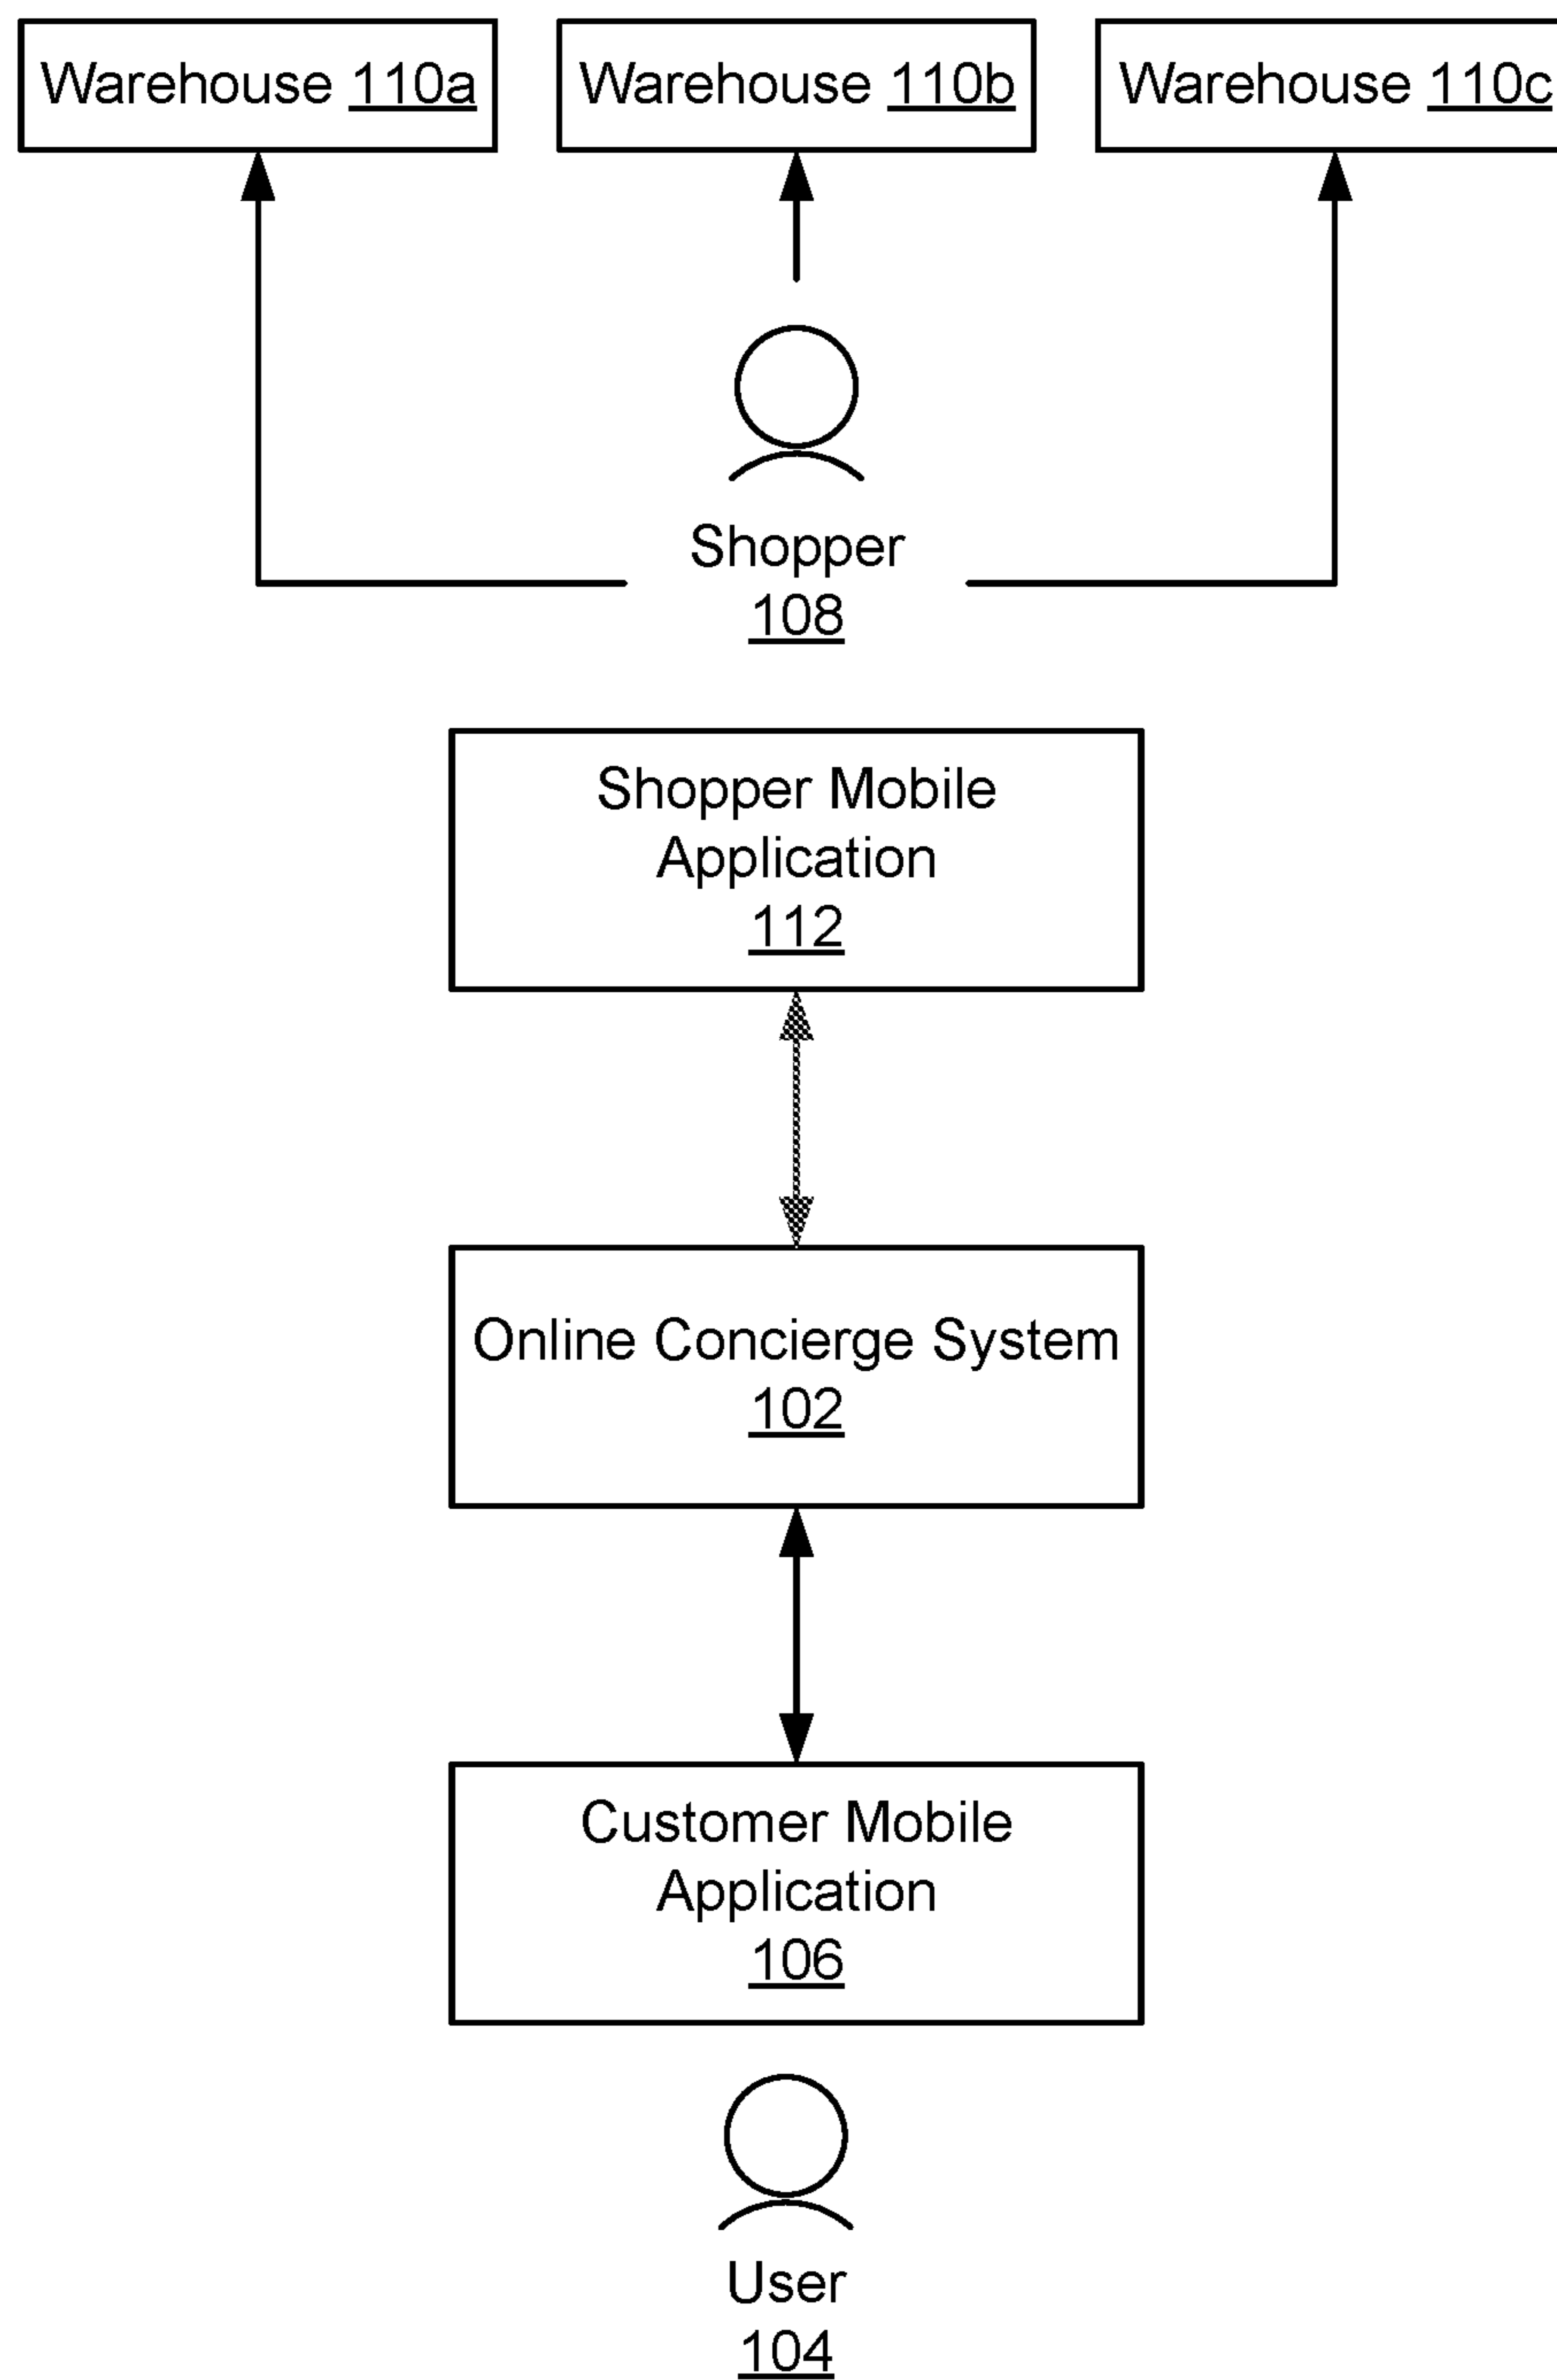 Warehouse 110a
Warehouse 110b
Warehouse 110c
Shopper
108
Shopper Mobile
Application
112
Online Concierge System
102
Customer Mobile
Application
106
User
104